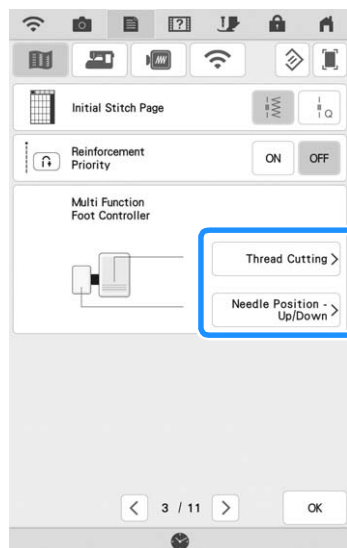 Initial Stitch Page
Q
Reinforcement
Priority
ON
OFF
Multi Function
Foot Controller
Thread Cutting >
Needle Position -
Up/Down >
< 3 / 11 >
OK